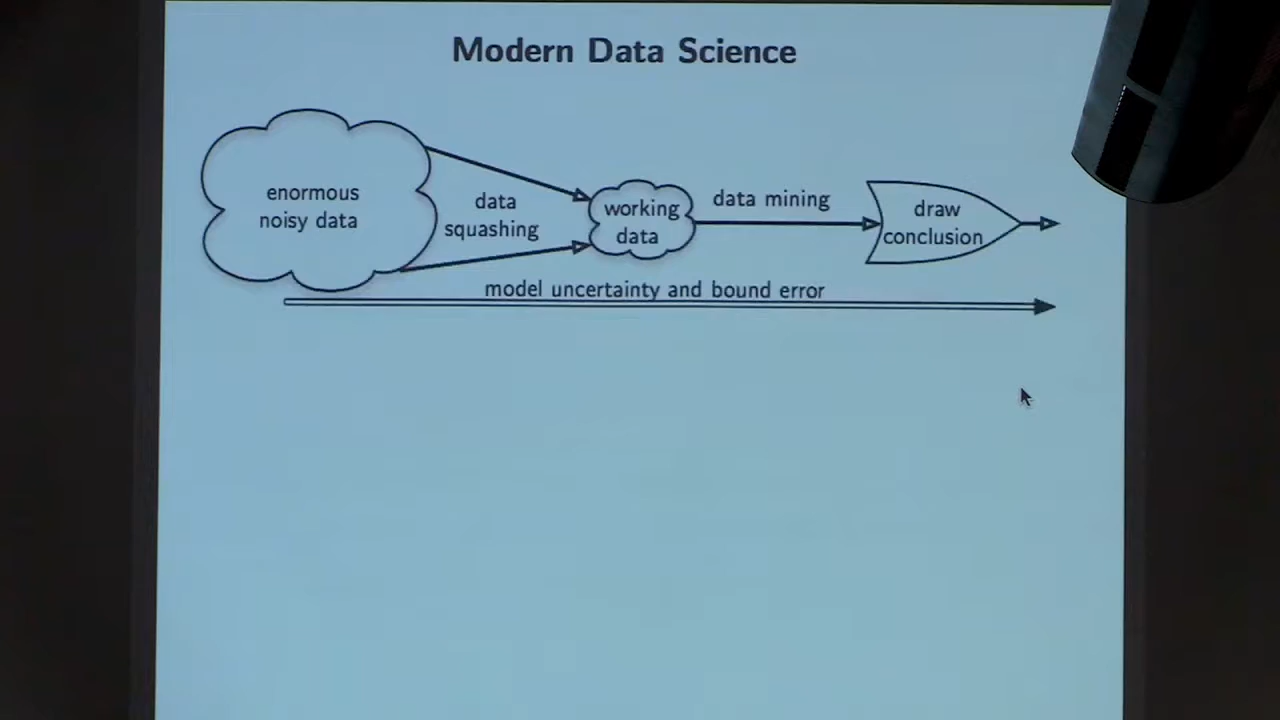 Modern Data Science
enormous
noisy data
data
squashing
working
data
data mining
draw
conclusion
model uncertainty and bound error